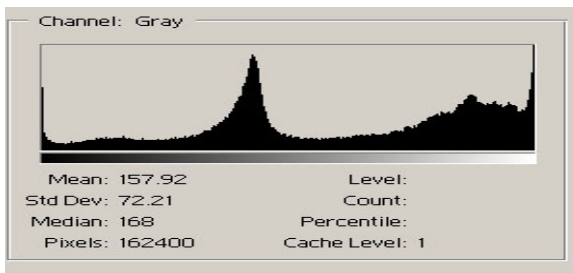 Channel: Gray
Mean: 157.92 Level:
Std Dev: 72.21 Count:
Median: 168 Percentile:
Pixels: 162400 Cache Level: 1